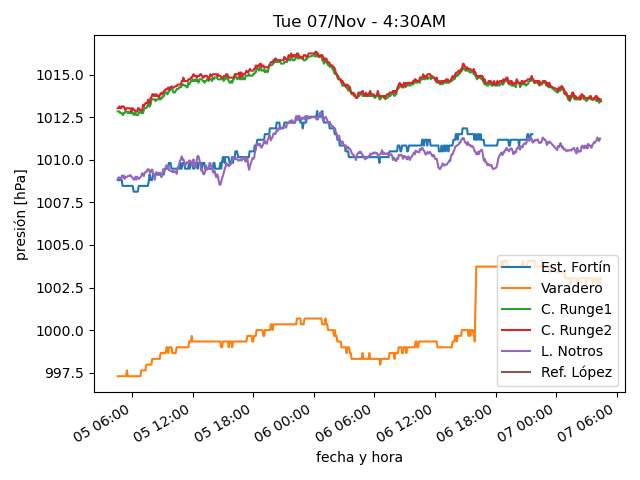 Tue 07/Nov - 4:30AM
presión [hPa]
1015.0
1012.5
1010.0
1007.5
1005.0
1002.5
1000.0
997.5
Est. Fortín
Varadero
C. Runge1
C. Runge2
L. Notros
Ref. López
05 06:00
05 12:00
05 18:00
06 00:00
06 06:00
06 12:00
06 18:00
07 00:00
07 06:00
fecha y hora